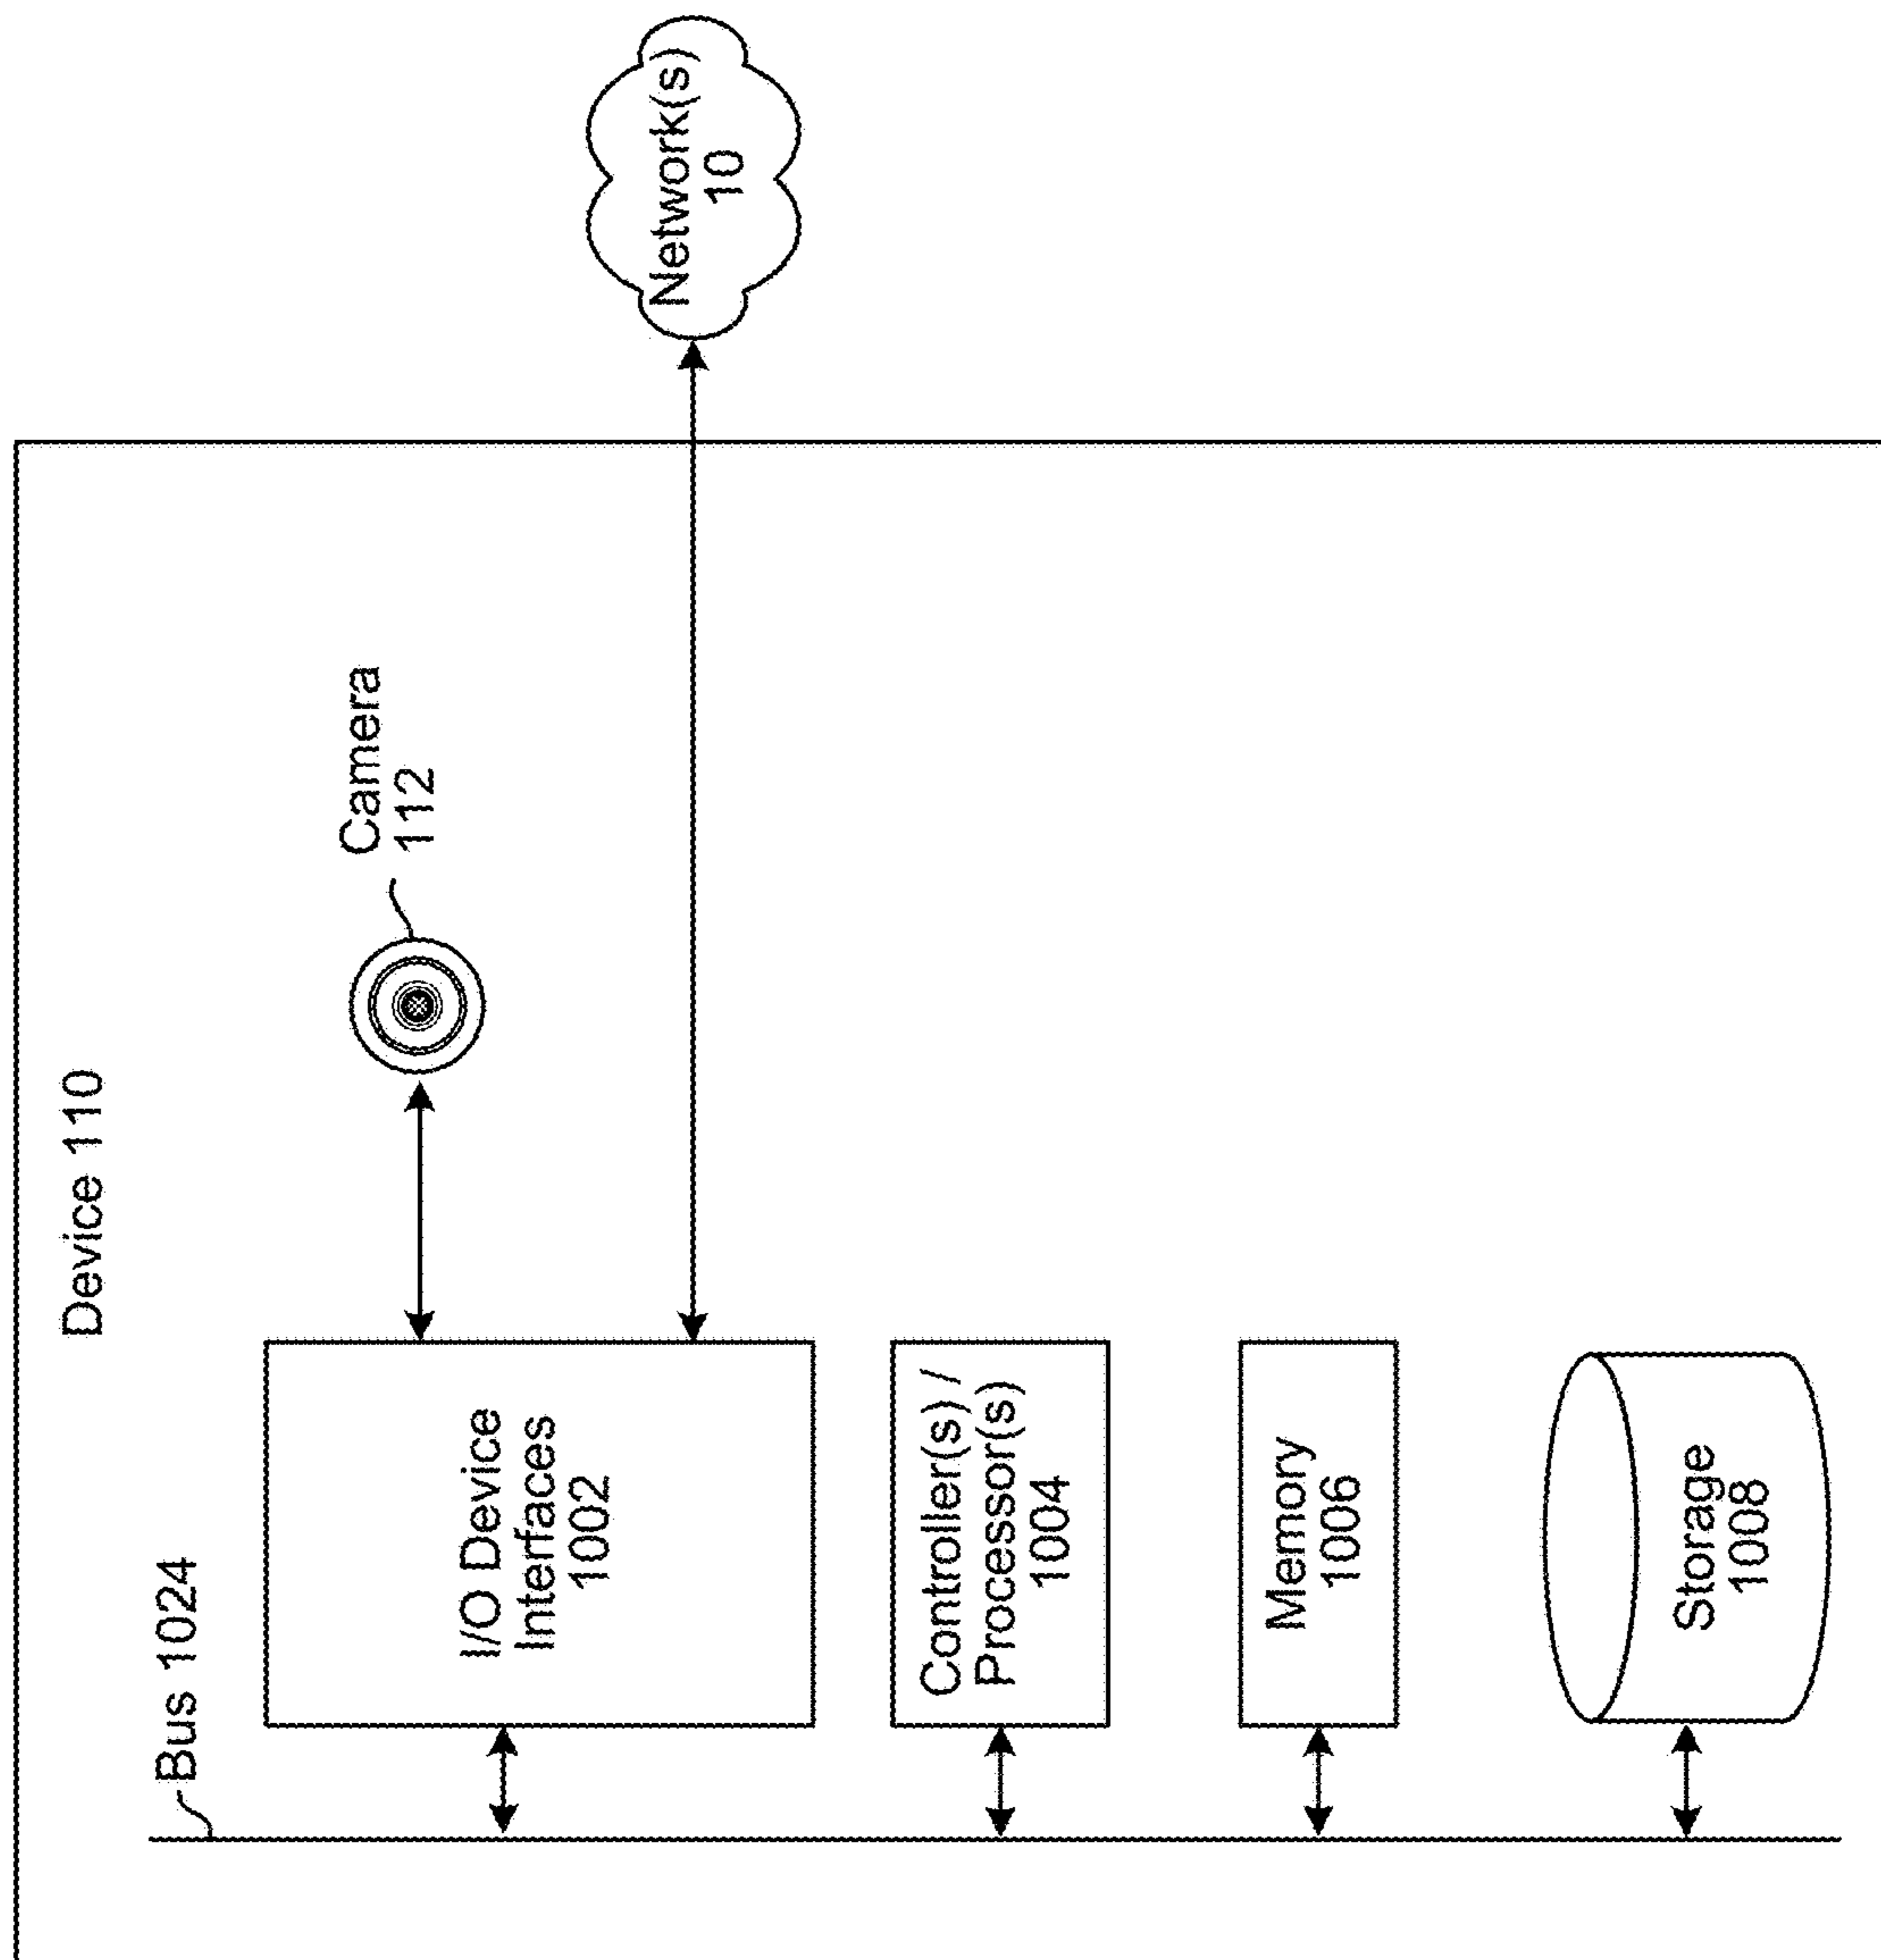 Device 110
Bus 1024
I/O Device
Interfaces
1002
Camera
112
Network(s)
10
Controller(s) /
Processor(s)
1004
Memory
1006
Storage
1008